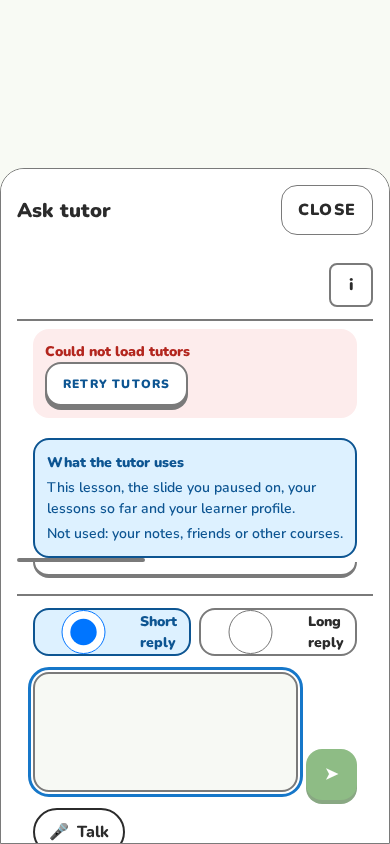 Ask tutor
CLOSE
i
Could not load tutors
RETRY TUTORS
What the tutor uses
This lesson, the slide you paused on, your
lessons so far and your learner profile.
Not used: your notes, friends or other courses.
Short
reply
Long
reply
Talk